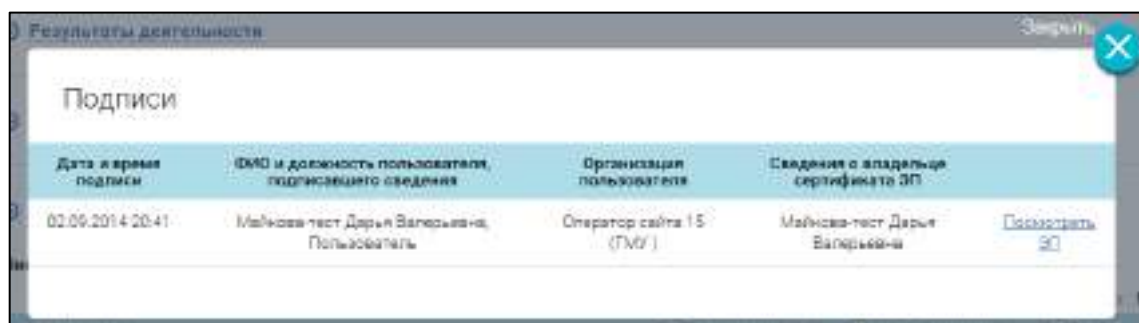 Результаты деятельности
Закрыть
Подписи
Дата и время
подписи
ФИО и должность пользователя,
подписавшего сведения
Организация
пользователя
Сведения о владельце
сертификата ЭП
02.09.2014 20:41
Майкова-тест Дарья Валерьевна,
Пользователь
Оператор сайта 15
(ГМУ )
Майкова-тест Дарья
Валерьевна
Посмотреть
ЭП